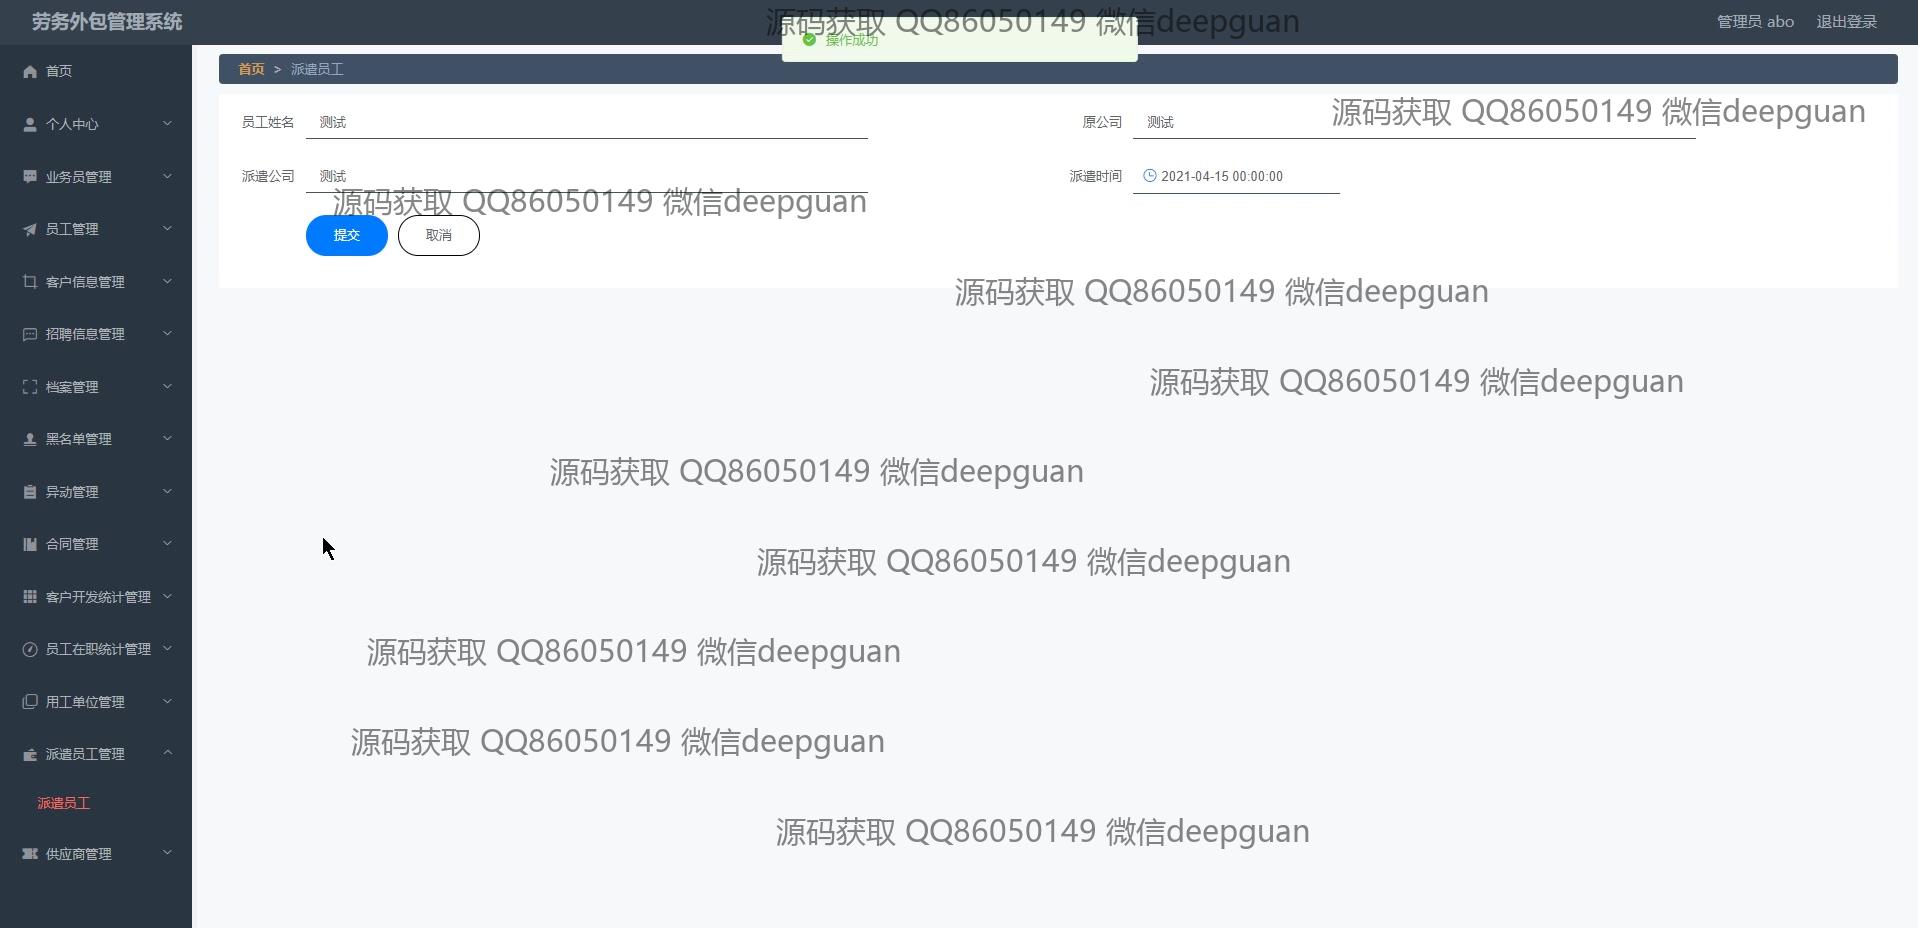 劳务外包管理系统
源码获取 QQ86050149 微信deepguan
管理员 abo 退出登录
操作成功
首页 > 派遣员工
首页
个人中心
业务员管理
员工管理
客户信息管理
招聘信息管理
档案管理
黑名单管理
异动管理
合同管理
客户开发统计管理
员工在职统计管理
用工单位管理
派遣员工管理
派遣员工
供应商管理
员工姓名 测试
原公司 测试
源码获取 QQ86050149 微信deepguan
派遣公司 测试
派遣时间 2021-04-15 00:00:00
源码获取 QQ86050149 微信deepguan
提交 取消
源码获取 QQ86050149 微信deepguan
源码获取 QQ86050149 微信deepguan
源码获取 QQ86050149 微信deepguan
源码获取 QQ86050149 微信deepguan
源码获取 QQ86050149 微信deepguan
源码获取 QQ86050149 微信deepguan
源码获取 QQ86050149 微信deepguan